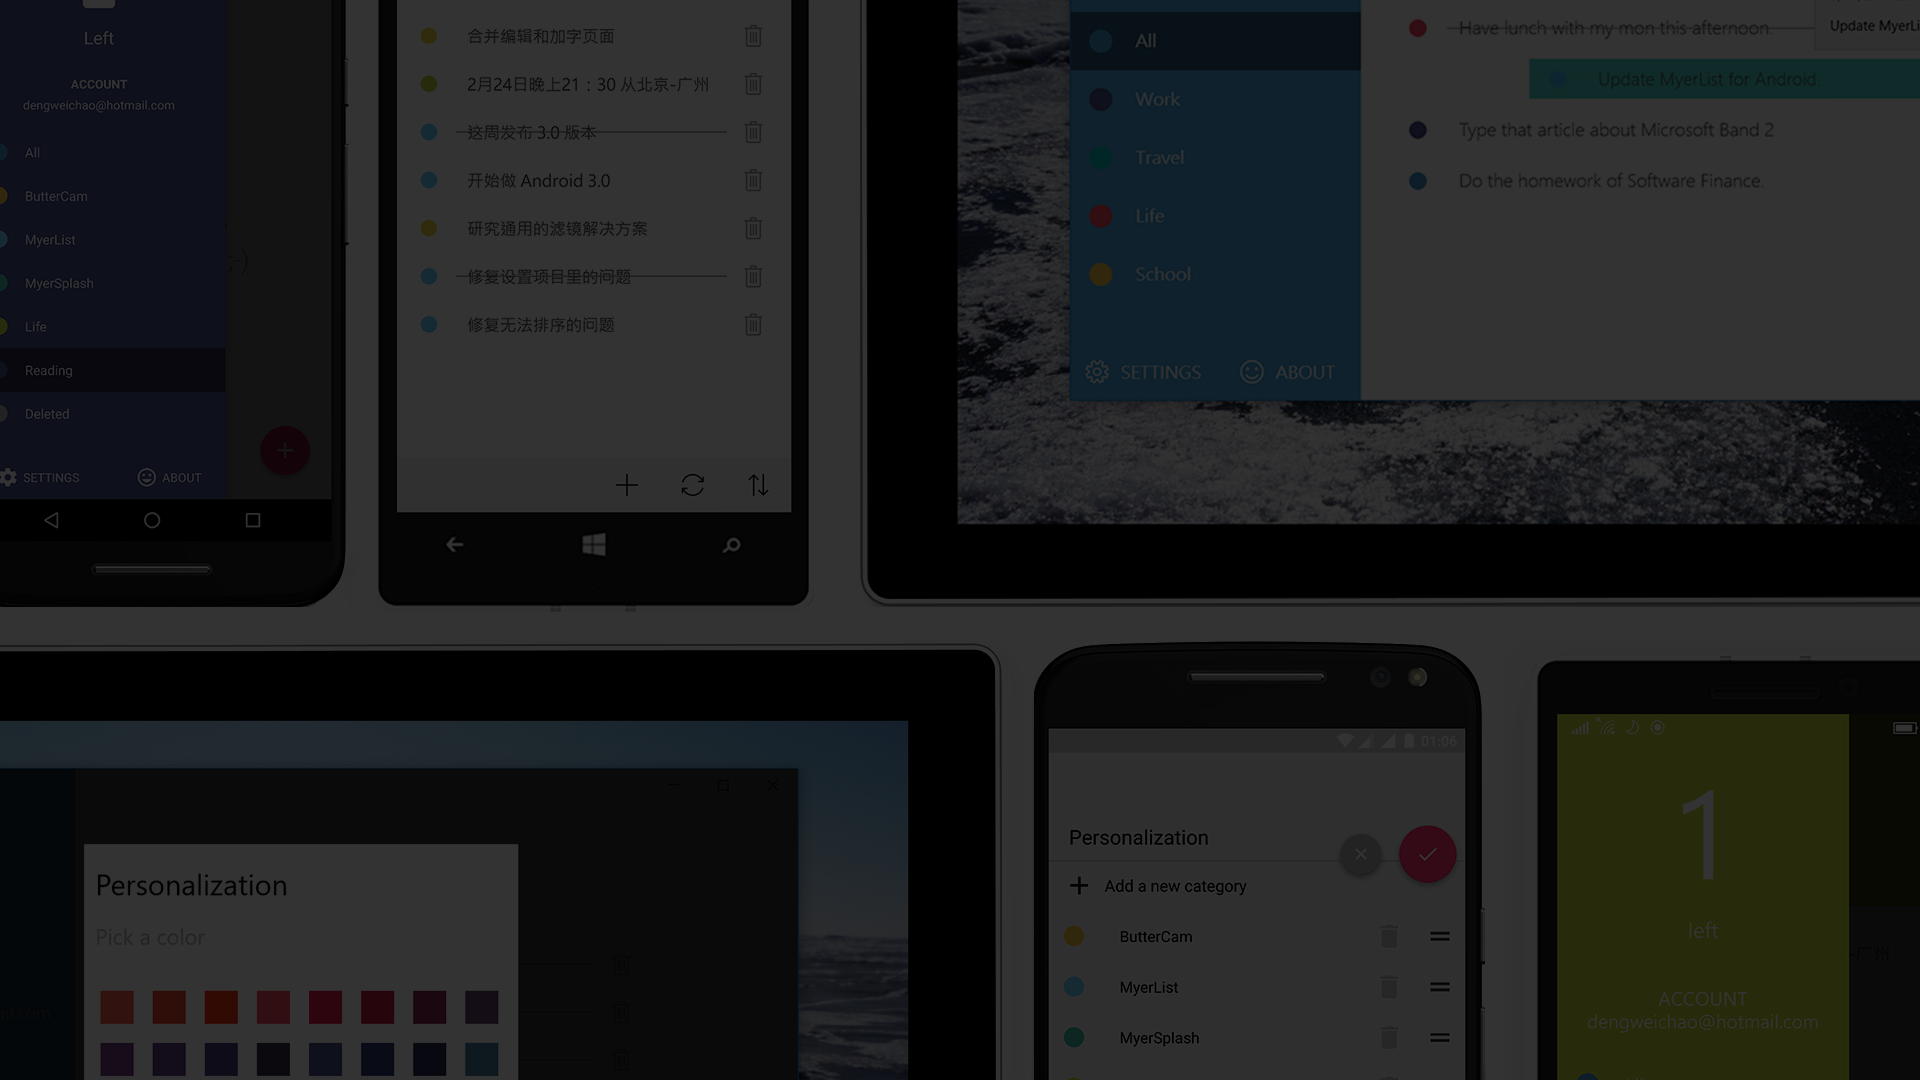 Left
ACCOUNT
dengweichao@hotmail.com
All
ButterCam
MyerList
MyerSplash
Life
Reading
Deleted
SETTINGS
ABOUT
:-)
合并编辑和加字页面
2月24日晚上21：30 从北京-广州
这周发布 3.0 版本
开始做 Android 3.0
研究通用的滤镜解决方案
修复设置项目里的问题
修复无法排序的问题
All
Work
Travel
Life
School
SETTINGS
ABOUT
Have lunch with my mon this afternoon.
Update MyerLi
Update MyerList for Android.
Type that article about Microsoft Band 2
Do the homework of Software Finance.
Personalization
Pick a color
01:06
Personalization
Add a new category
ButterCam
MyerList
MyerSplash
1
left
ACCOUNT
dengweichao@hotmail.com
-广州